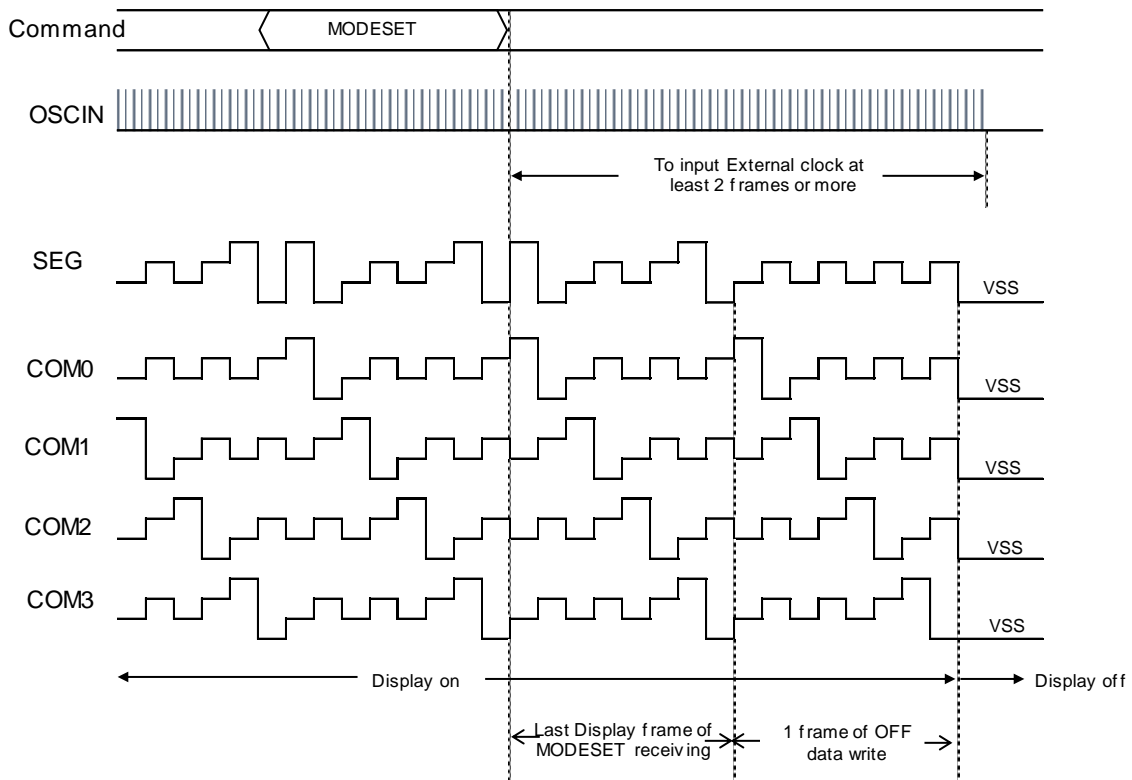 Command
MODESET
OSCIN
To input External clock at
least 2 frames or more
SEG
VSS
COM0
VSS
COM1
VSS
COM2
VSS
COM3
VSS
Display on
Display off
Last Display frame of
MODESET receiving
1 frame of OFF
data write